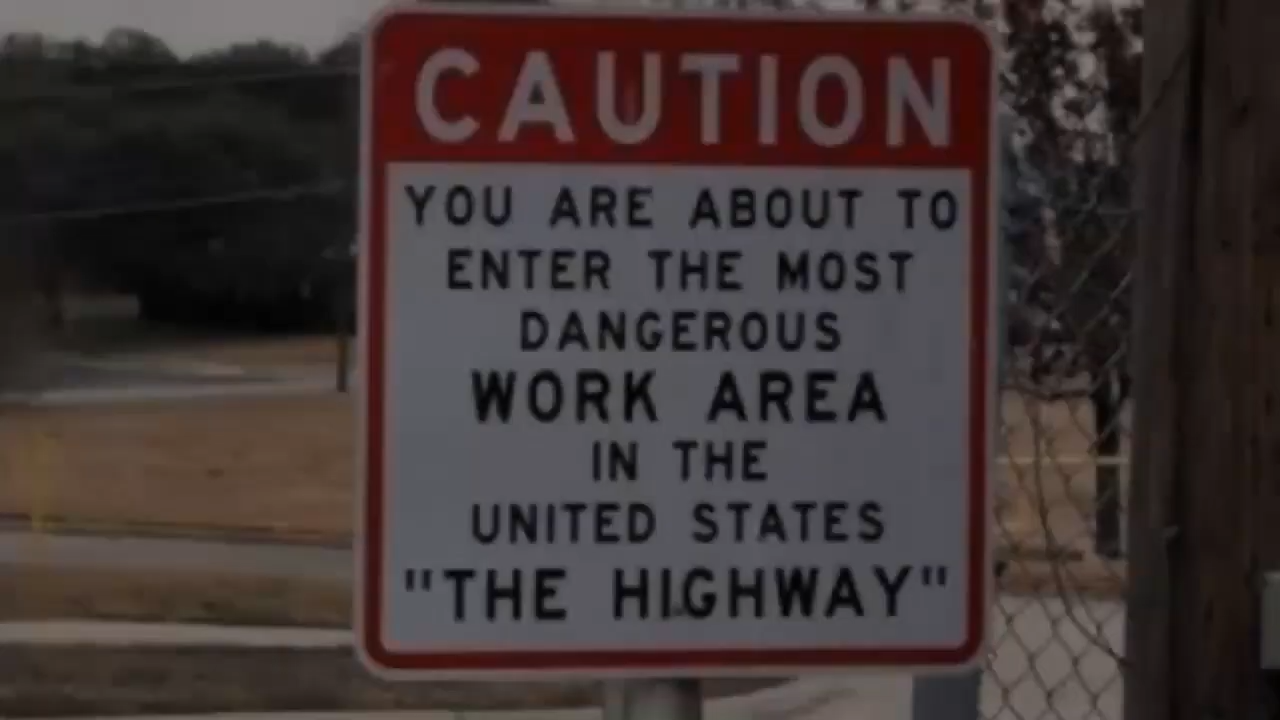 CAUTION
YOU ARE ABOUT TO
ENTER THE MOST
DANGEROUS
WORK AREA
IN THE
UNITED STATES
"THE HIGHWAY"